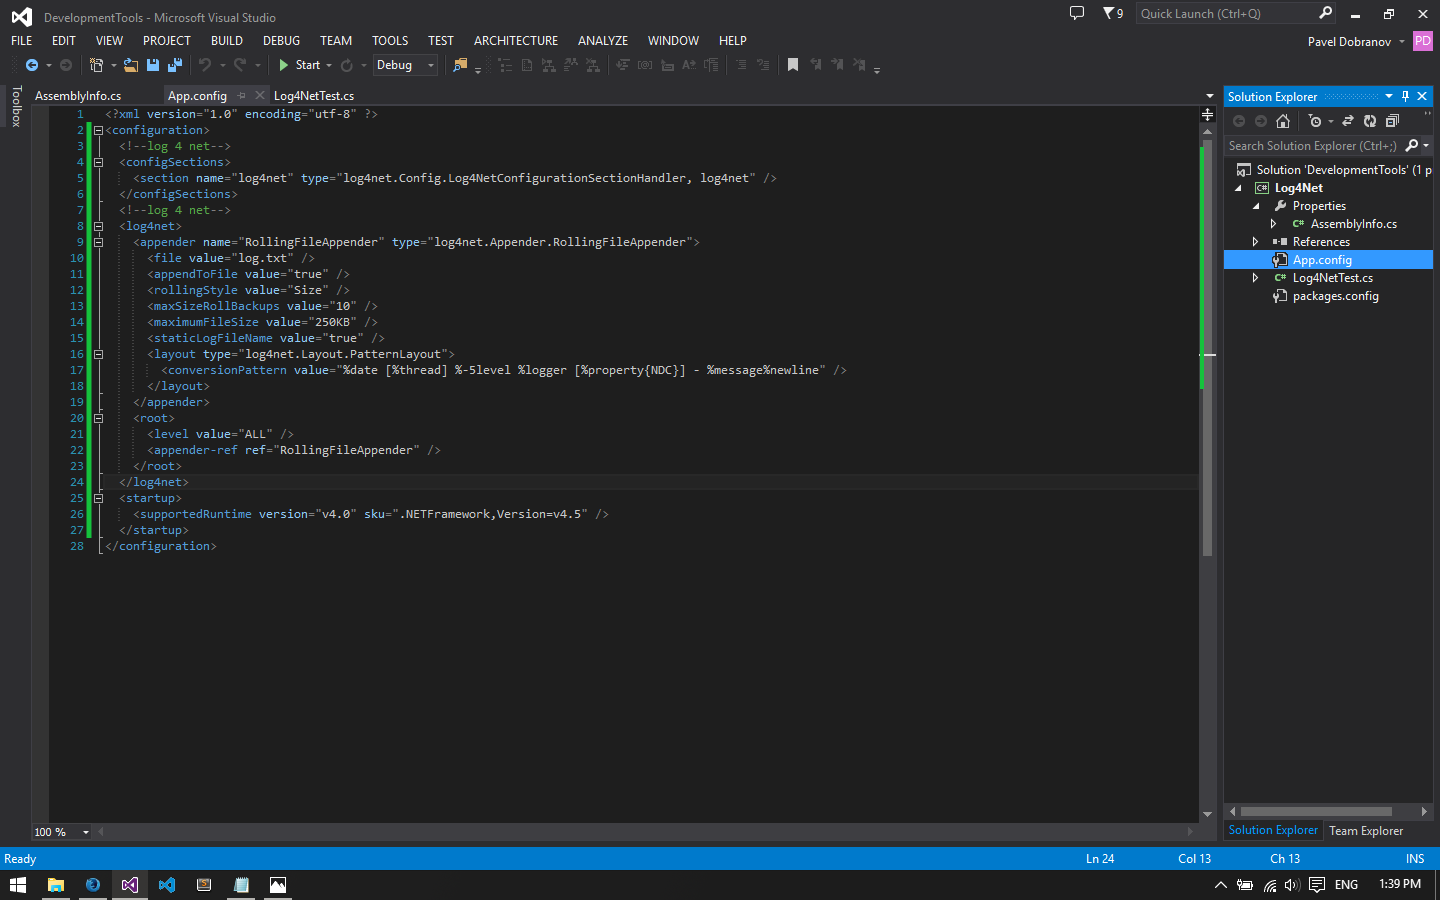 DevelopmentTools - Microsoft Visual Studio
9
Quick Launch (Ctrl+Q)
FILE EDIT VIEW PROJECT BUILD DEBUG TEAM TOOLS TEST ARCHITECTURE ANALYZE WINDOW HELP
Pavel Dobranov PD
Start Debug
Toolbox
AssemblyInfo.cs App.config Log4NetTest.cs
1 <?xml version="1.0" encoding="utf-8" ?>
2 <configuration>
3 <!--log 4 net-->
4 <configSections>
5 <section name="log4net" type="log4net.Config.Log4NetConfigurationSectionHandler, log4net" />
6 </configSections>
7 <!--log 4 net-->
8 <log4net>
9 <appender name="RollingFileAppender" type="log4net.Appender.RollingFileAppender">
10 <file value="log.txt" />
11 <appendToFile value="true" />
12 <rollingStyle value="Size" />
13 <maxSizeRollBackups value="10" />
14 <maximumFileSize value="250KB" />
15 <staticLogFileName value="true" />
16 <layout type="log4net.Layout.PatternLayout">
17 <conversionPattern value="%date [%thread] %-5level %logger [%property{NDC}] - %message%newline" />
18 </layout>
19 </appender>
20 <root>
21 <level value="ALL" />
22 <appender-ref ref="RollingFileAppender" />
23 </root>
24 </log4net>
25 <startup>
26 <supportedRuntime version="v4.0" sku=".NETFramework,Version=v4.5" />
27 </startup>
28 </configuration>
100 %
Solution Explorer
Search Solution Explorer (Ctrl+;)
Solution 'DevelopmentTools' (1 p
C# Log4Net
Properties
C# AssemblyInfo.cs
References
App.config
C# Log4NetTest.cs
packages.config
Solution Explorer Team Explorer
Ready Ln 24 Col 13 Ch 13 INS
ENG 1:39 PM